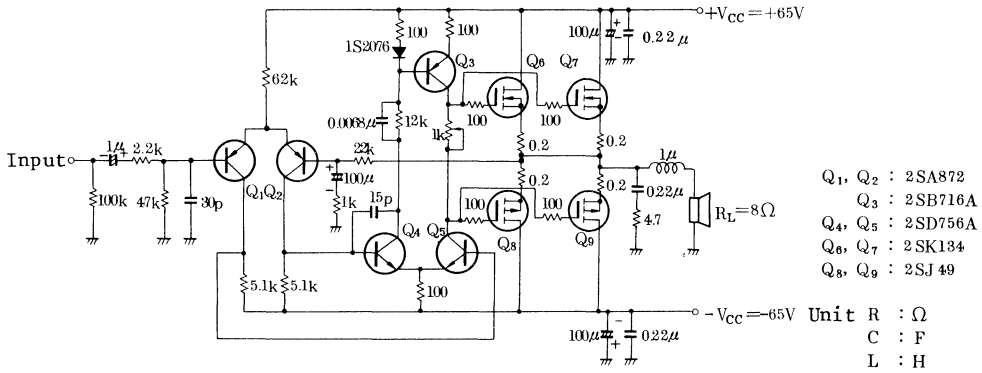 +VCC=+65V
100
100
100μ
+
-
0.22μ
1S2076
Q3
Q6
Q7
62k
0.0068μ
12k
100
100
1k
0.2
0.2
Input
1μ
- +
2.2k
22k
1μ
100k
47k
30p
Q1 Q2
+
100μ
-
1k
15p
0.2
0.2
0.22μ
4.7
RL=8Ω
100
100
Q4
Q5
Q8
Q9
5.1k
5.1k
100
-VCC=-65V
100μ
-
+
0.22μ
Q1, Q2 : 2SA872
Q3 : 2SB716A
Q4, Q5 : 2SD756A
Q6, Q7 : 2SK134
Q8, Q9 : 2SJ49
Unit R : Ω
C : F
L : H